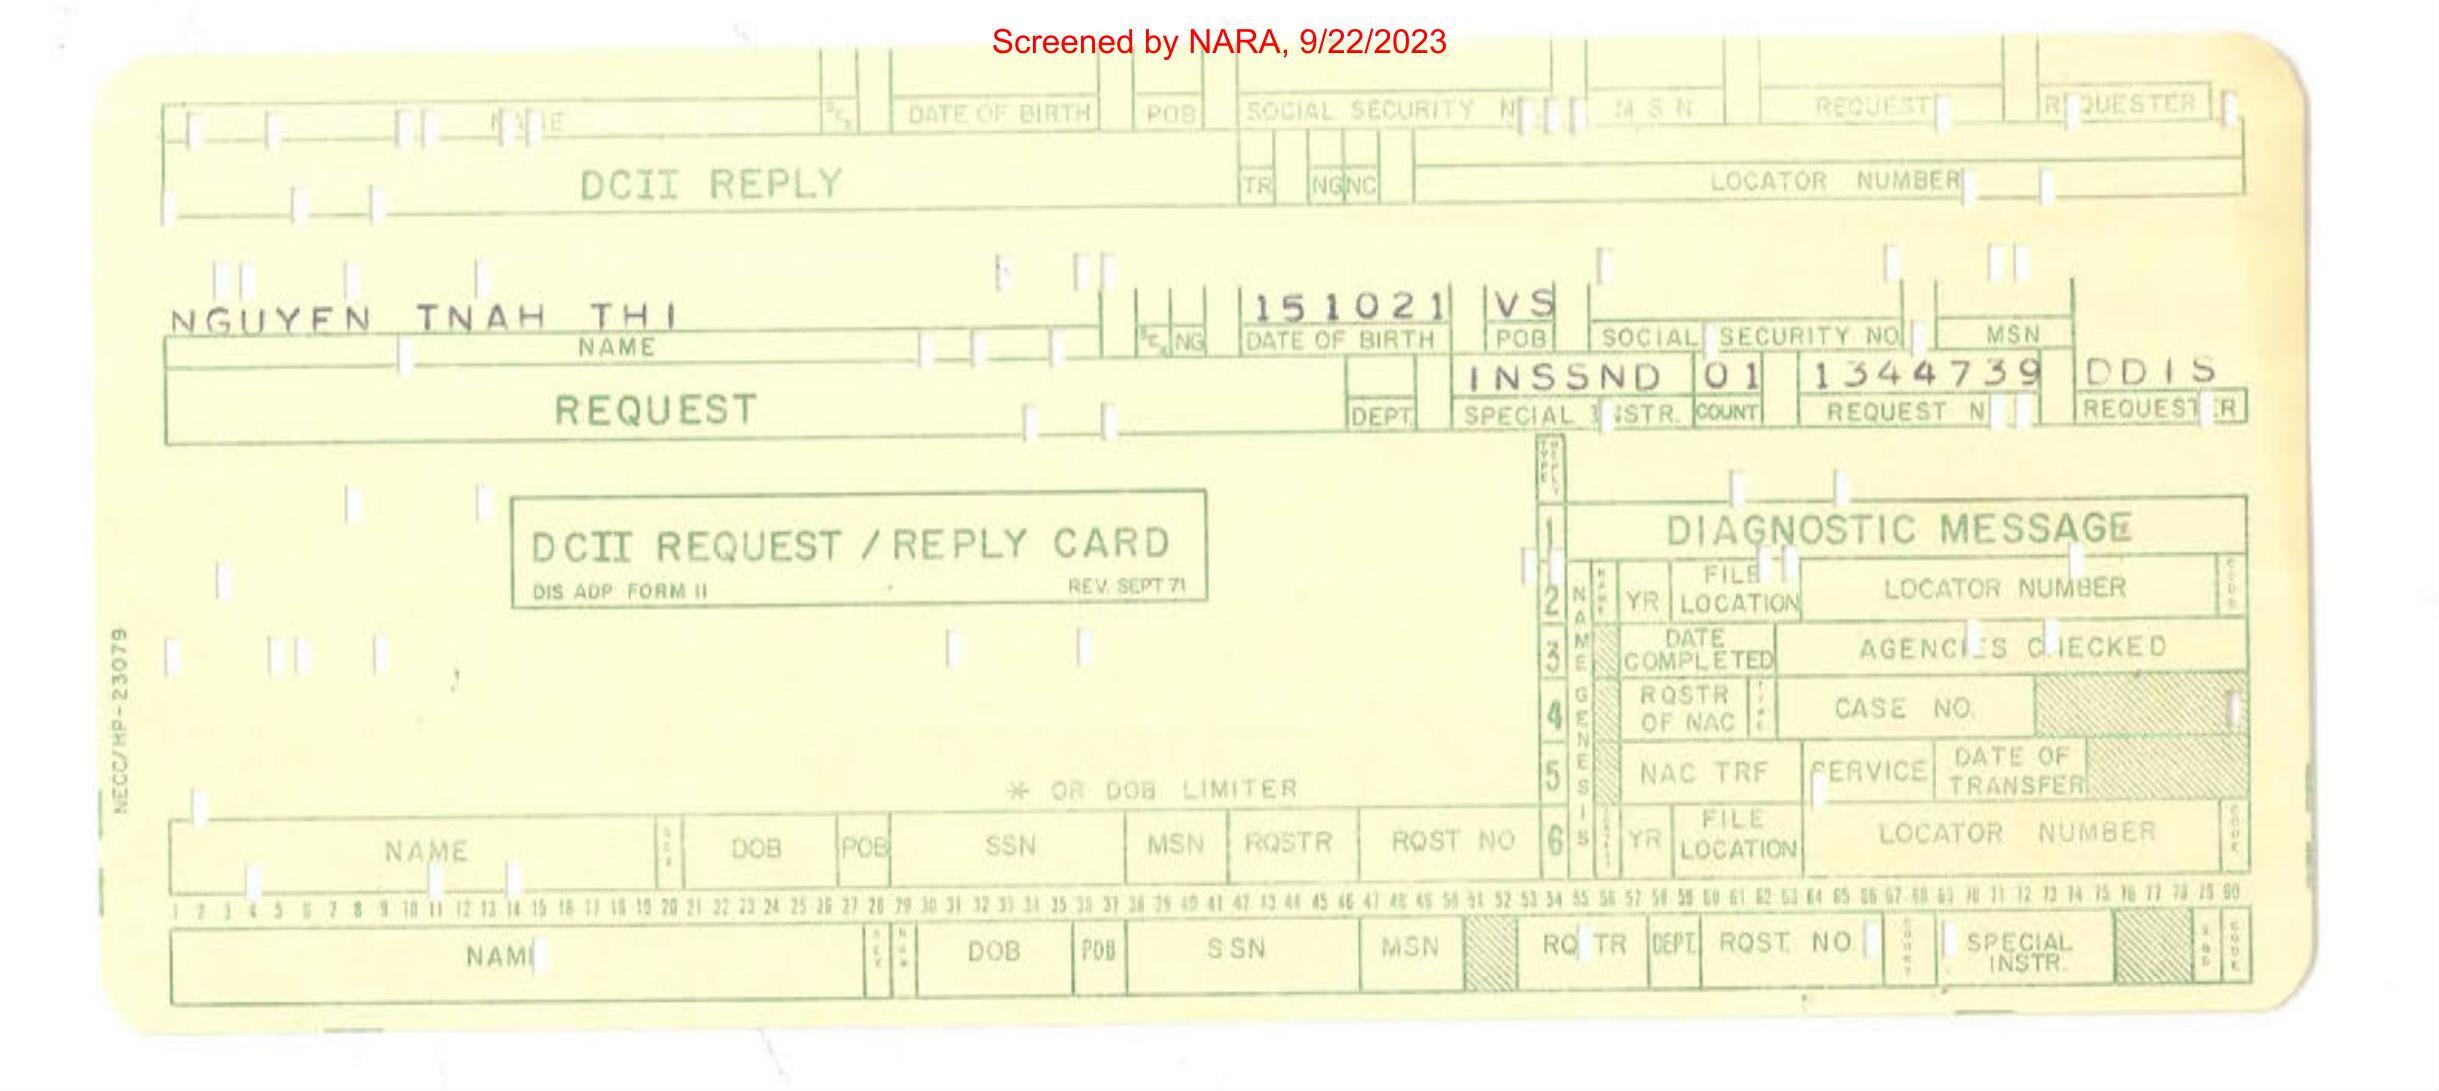 Screened by NARA, 9/22/2023
NAME SEX DATE OF BIRTH POB SOCIAL SECURITY M S N REQUEST REQUESTER
DCII REPLY TR NG NC LOCATOR NUMBER
NGUYEN TNAH THI 151021 VS
NAME SEX NG DATE OF BIRTH POB SOCIAL SECURITY NO MSN
INSSND 01 1344739 DDIS
REQUEST DEPT. SPECIAL INSTR. COUNT REQUEST N REQUESTER
TYPE REPLY
DCII REQUEST / REPLY CARD
DIS ADP FORM 11 REV. SEPT 71
1 DIAGNOSTIC MESSAGE
2 YR FILE LOCATION LOCATOR NUMBER CODE
3 DATE COMPLETED AGENCIES CHECKED
4 RQSTR OF NAC TYPE CASE NO.
5 NAC TRF SERVICE DATE OF TRANSFER
6 YR FILE LOCATION LOCATOR NUMBER CODE
NAME GENESIS
NECC/HP-23079
* OR DOB LIMITER
NAME SEX DOB POB SSN MSN RQSTR RQST NO
1 2 3 4 5 6 7 8 9 10 11 12 13 14 15 16 17 18 19 20 21 22 23 24 25 26 27 28 29 30 31 32 33 34 35 36 37 38 39 40 41 42 43 44 45 46 47 48 49 50 51 52 53 54 55 56 57 58 59 60 61 62 63 64 65 66 67 68 69 70 71 72 73 74 75 76 77 78 79 80
NAME SEX DOB POB SSN MSN RQSTR DEPT. RQST. NO COUNT SPECIAL INSTR. CODE